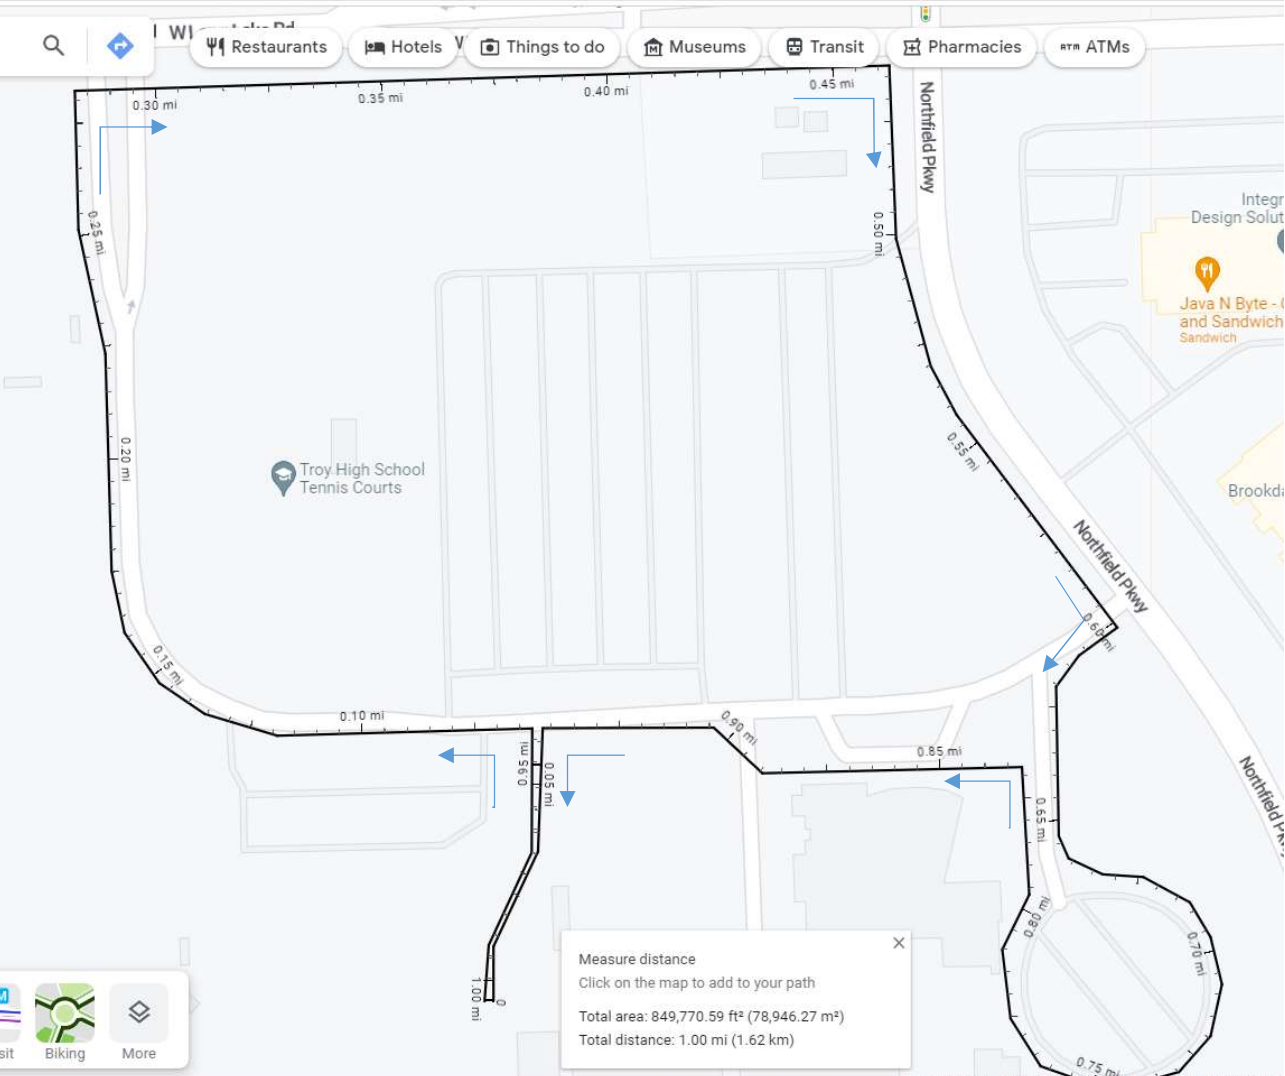 Restaurants
Hotels
Things to do
Museums
Transit
Pharmacies
ATM ATMs
0.30 mi
0.35 mi
0.40 mi
0.45 mi
Northfield Pkwy
Integr
Design Solut
0.25 mi
0.50 mi
Java N Byte -
and Sandwich
Sandwich
0.20 mi
0.55 mi
Troy High School
Tennis Courts
Brookda
Northfield Pkwy
0.60 mi
0.15 mi
0.10 mi
0.90 mi
0.85 mi
0.95 mi
0.05 mi
0.65 mi
Northfield Pkwy
0.80 mi
0.70 mi
Measure distance
Click on the map to add to your path
Total area: 849,770.59 ft² (78,946.27 m²)
Total distance: 1.00 mi (1.62 km)
1.00 mi
0
0.75 mi
M
sit
Biking
More